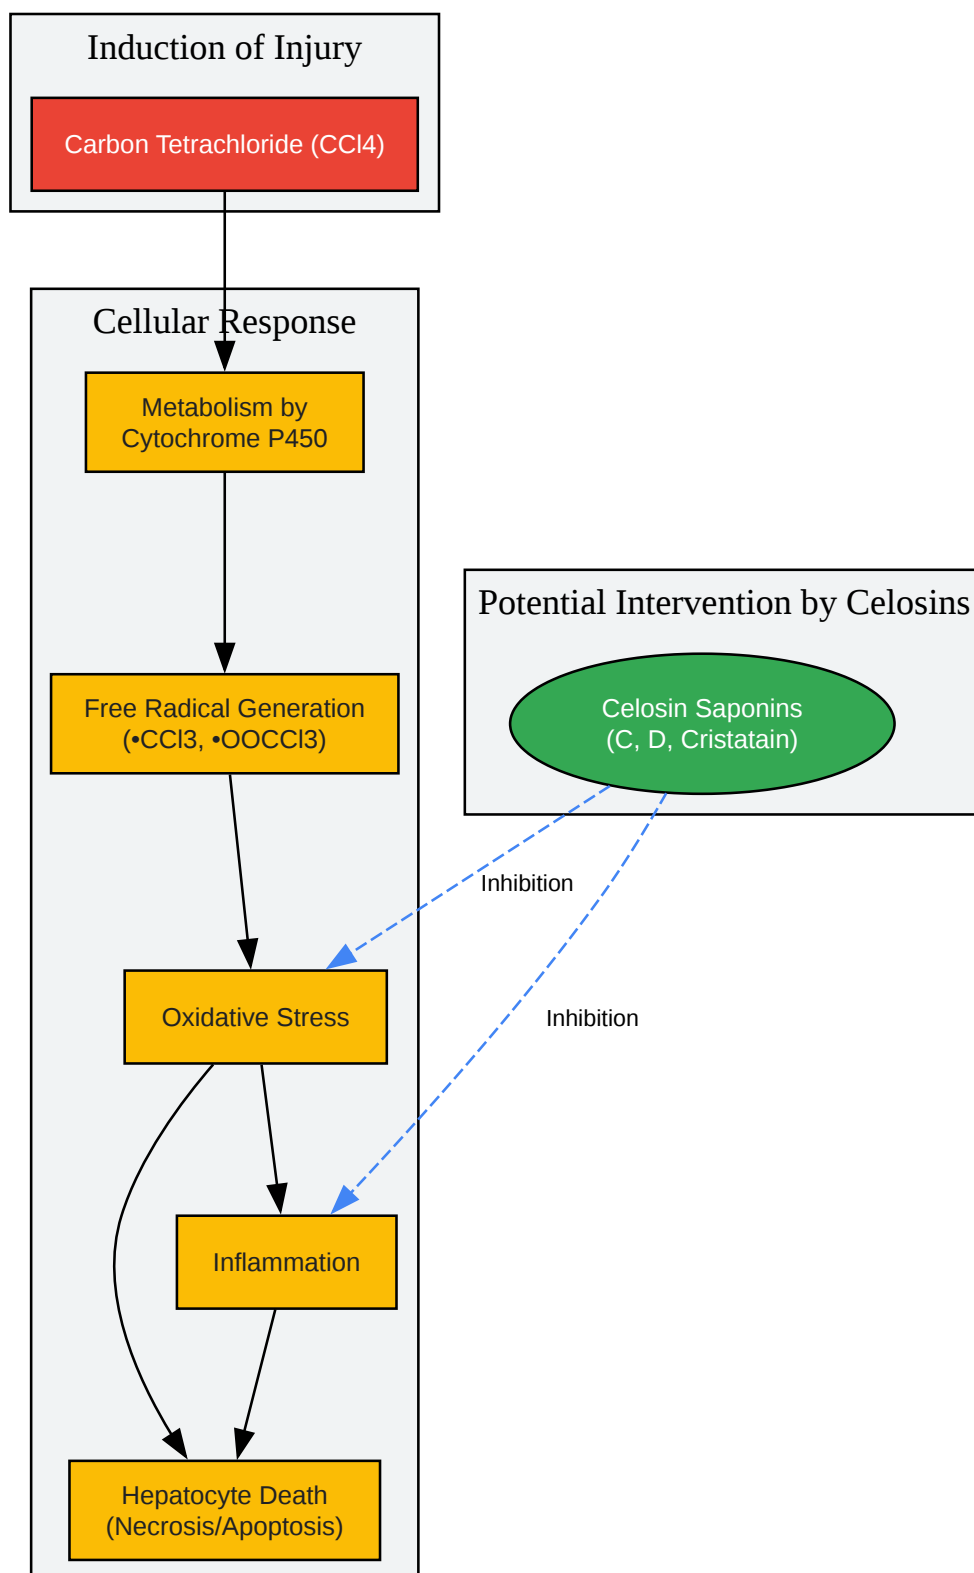 Induction of Injury
Carbon Tetrachloride (CCl4)
Cellular Response
Metabolism by
Cytochrome P450
Free Radical Generation
(•CCl3, •OOCCl3)
Potential Intervention by Celosins
Celosin Saponins
(C, D, Cristatain)
Inhibition
Oxidative Stress
Inhibition
Inflammation
Hepatocyte Death
(Necrosis/Apoptosis)